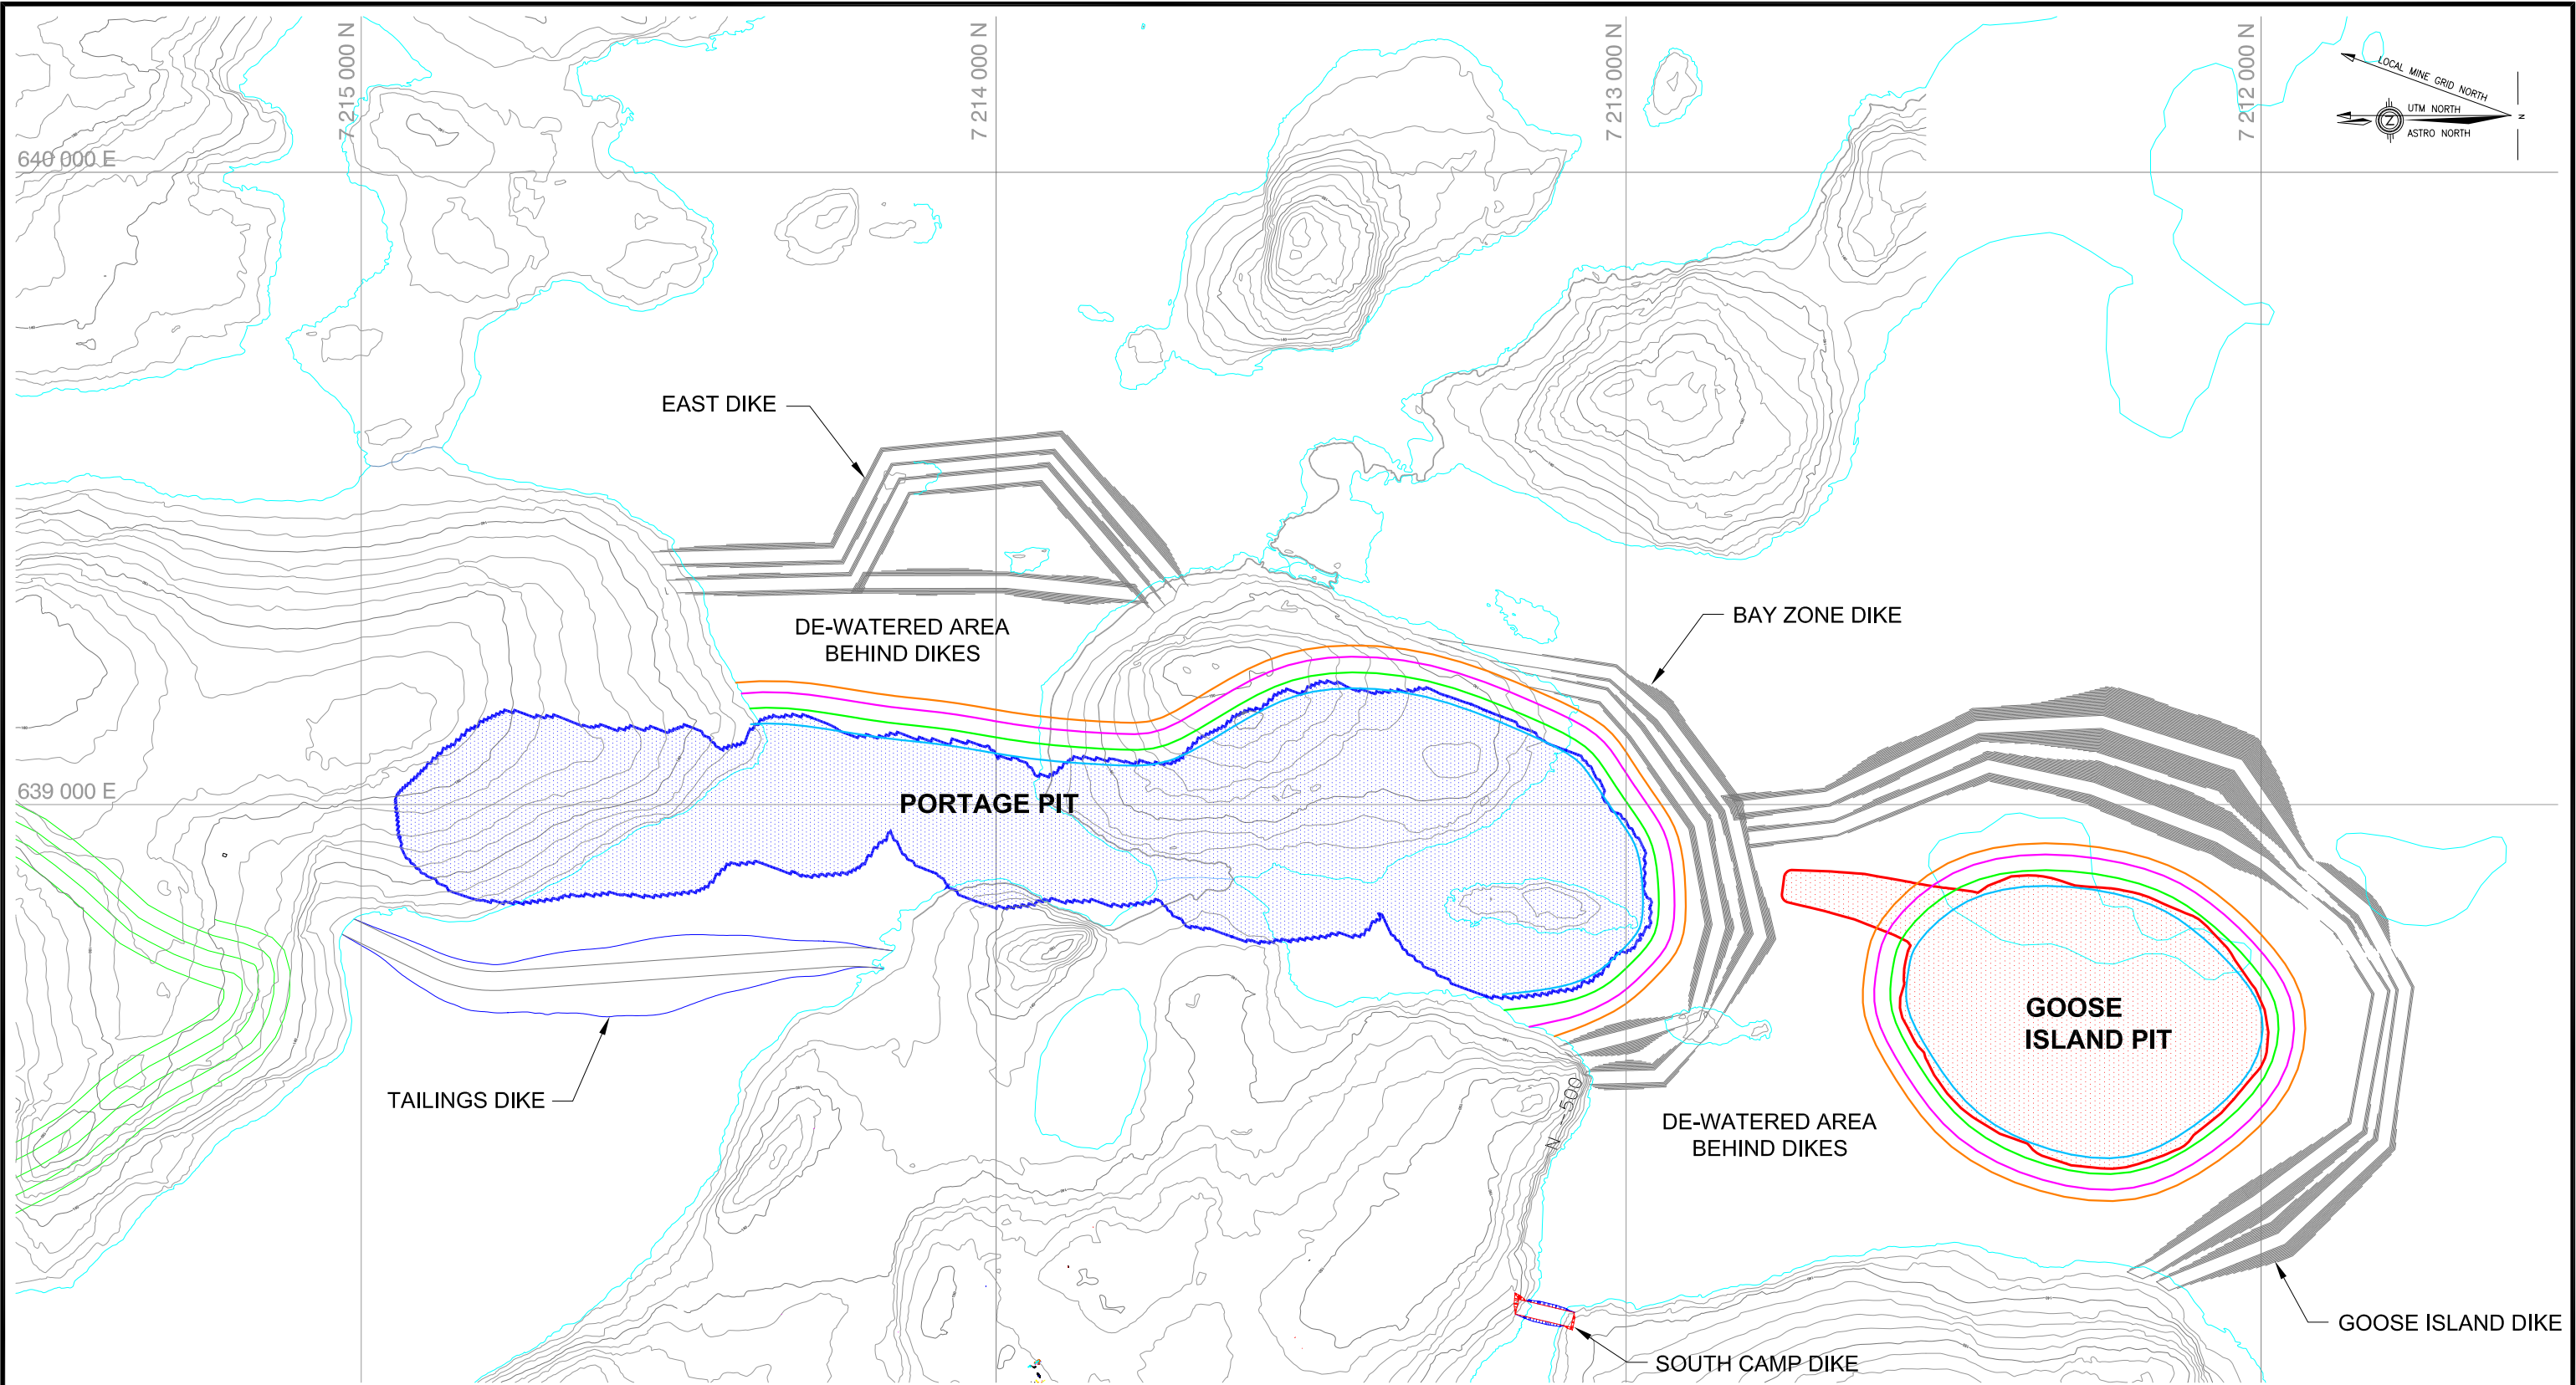 7 215 000 N
7 214 000 N
7 213 000 N
7 212 000 N
LOCAL MINE GRID NORTH
UTM NORTH
Z
N
ASTRO NORTH
640 000 E
EAST DIKE
BAY ZONE DIKE
DE-WATERED AREA
BEHIND DIKES
639 000 E
PORTAGE PIT
GOOSE
ISLAND PIT
TAILINGS DIKE
N -500
DE-WATERED AREA
BEHIND DIKES
GOOSE ISLAND DIKE
SOUTH CAMP DIKE